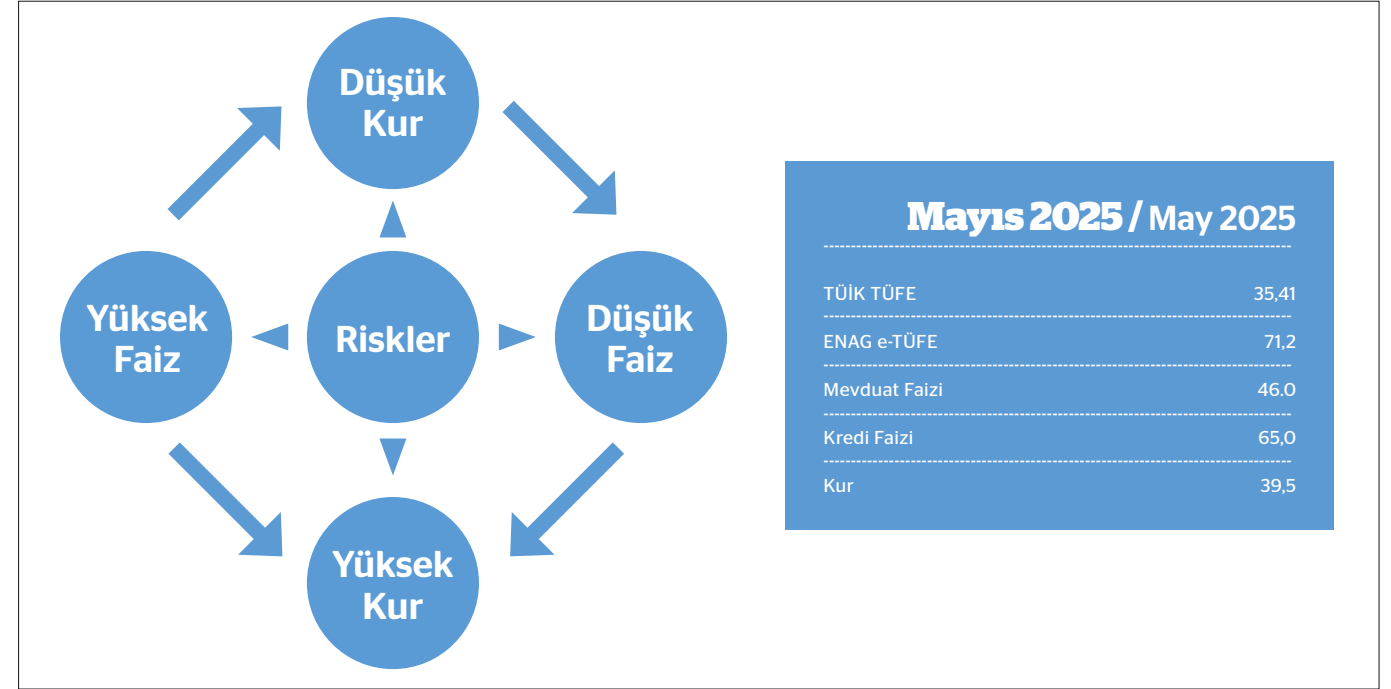 Düşük
Kur
Yüksek
Faiz
Riskler
Düşük
Faiz
Yüksek
Kur
Mayıs 2025 / May 2025
TÜİK TÜFE 35,41
ENAG e-TÜFE 71,2
Mevduat Faizi 46.0
Kredi Faizi 65,0
Kur 39,5